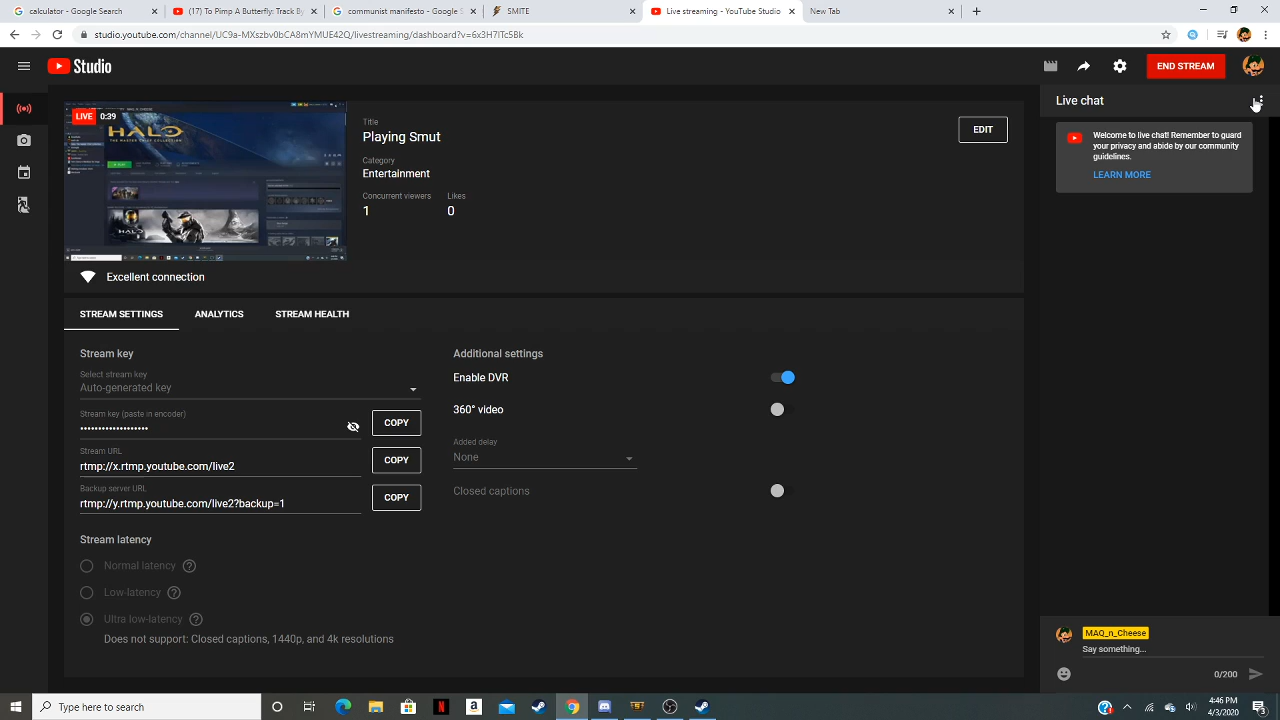 calculator - Google Search
(17) To Pimp A Butterfly: Track By
communist manifesto - Google S
SMITE
Live streaming - YouTube Studio
New Tab
studio.youtube.com/channel/UC9a-MXszbv0bCA8mYMUE42Q/livestreaming/dashboard?v=6x3H7lTc5Bk
Studio
END STREAM
LIVE 0:39
HALO
Title
Playing Smut
EDIT
Category
Entertainment
Concurrent viewers
Likes
1
0
Excellent connection
Live chat
Welcome to live chat! Remember to guard
your privacy and abide by our community
guidelines.
LEARN MORE
STREAM SETTINGS
ANALYTICS
STREAM HEALTH
Stream key
Select stream key
Auto-generated key
Stream key (paste in encoder)
••••••••••••••••••
COPY
Stream URL
rtmp://x.rtmp.youtube.com/live2
COPY
Backup server URL
rtmp://y.rtmp.youtube.com/live2?backup=1
COPY
Stream latency
Normal latency
Low-latency
Ultra low-latency
Does not support: Closed captions, 1440p, and 4k resolutions
Additional settings
Enable DVR
360° video
Added delay
None
Closed captions
MAQ_n_Cheese
Say something...
0/200
Type here to search
4:46 PM
4/3/2020